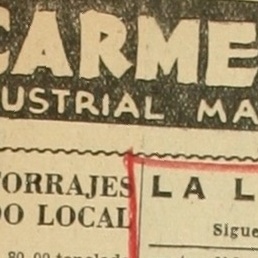 CARME
USTRIAL MA
FORRAJES
DO LOCAL
LA L
Sigue